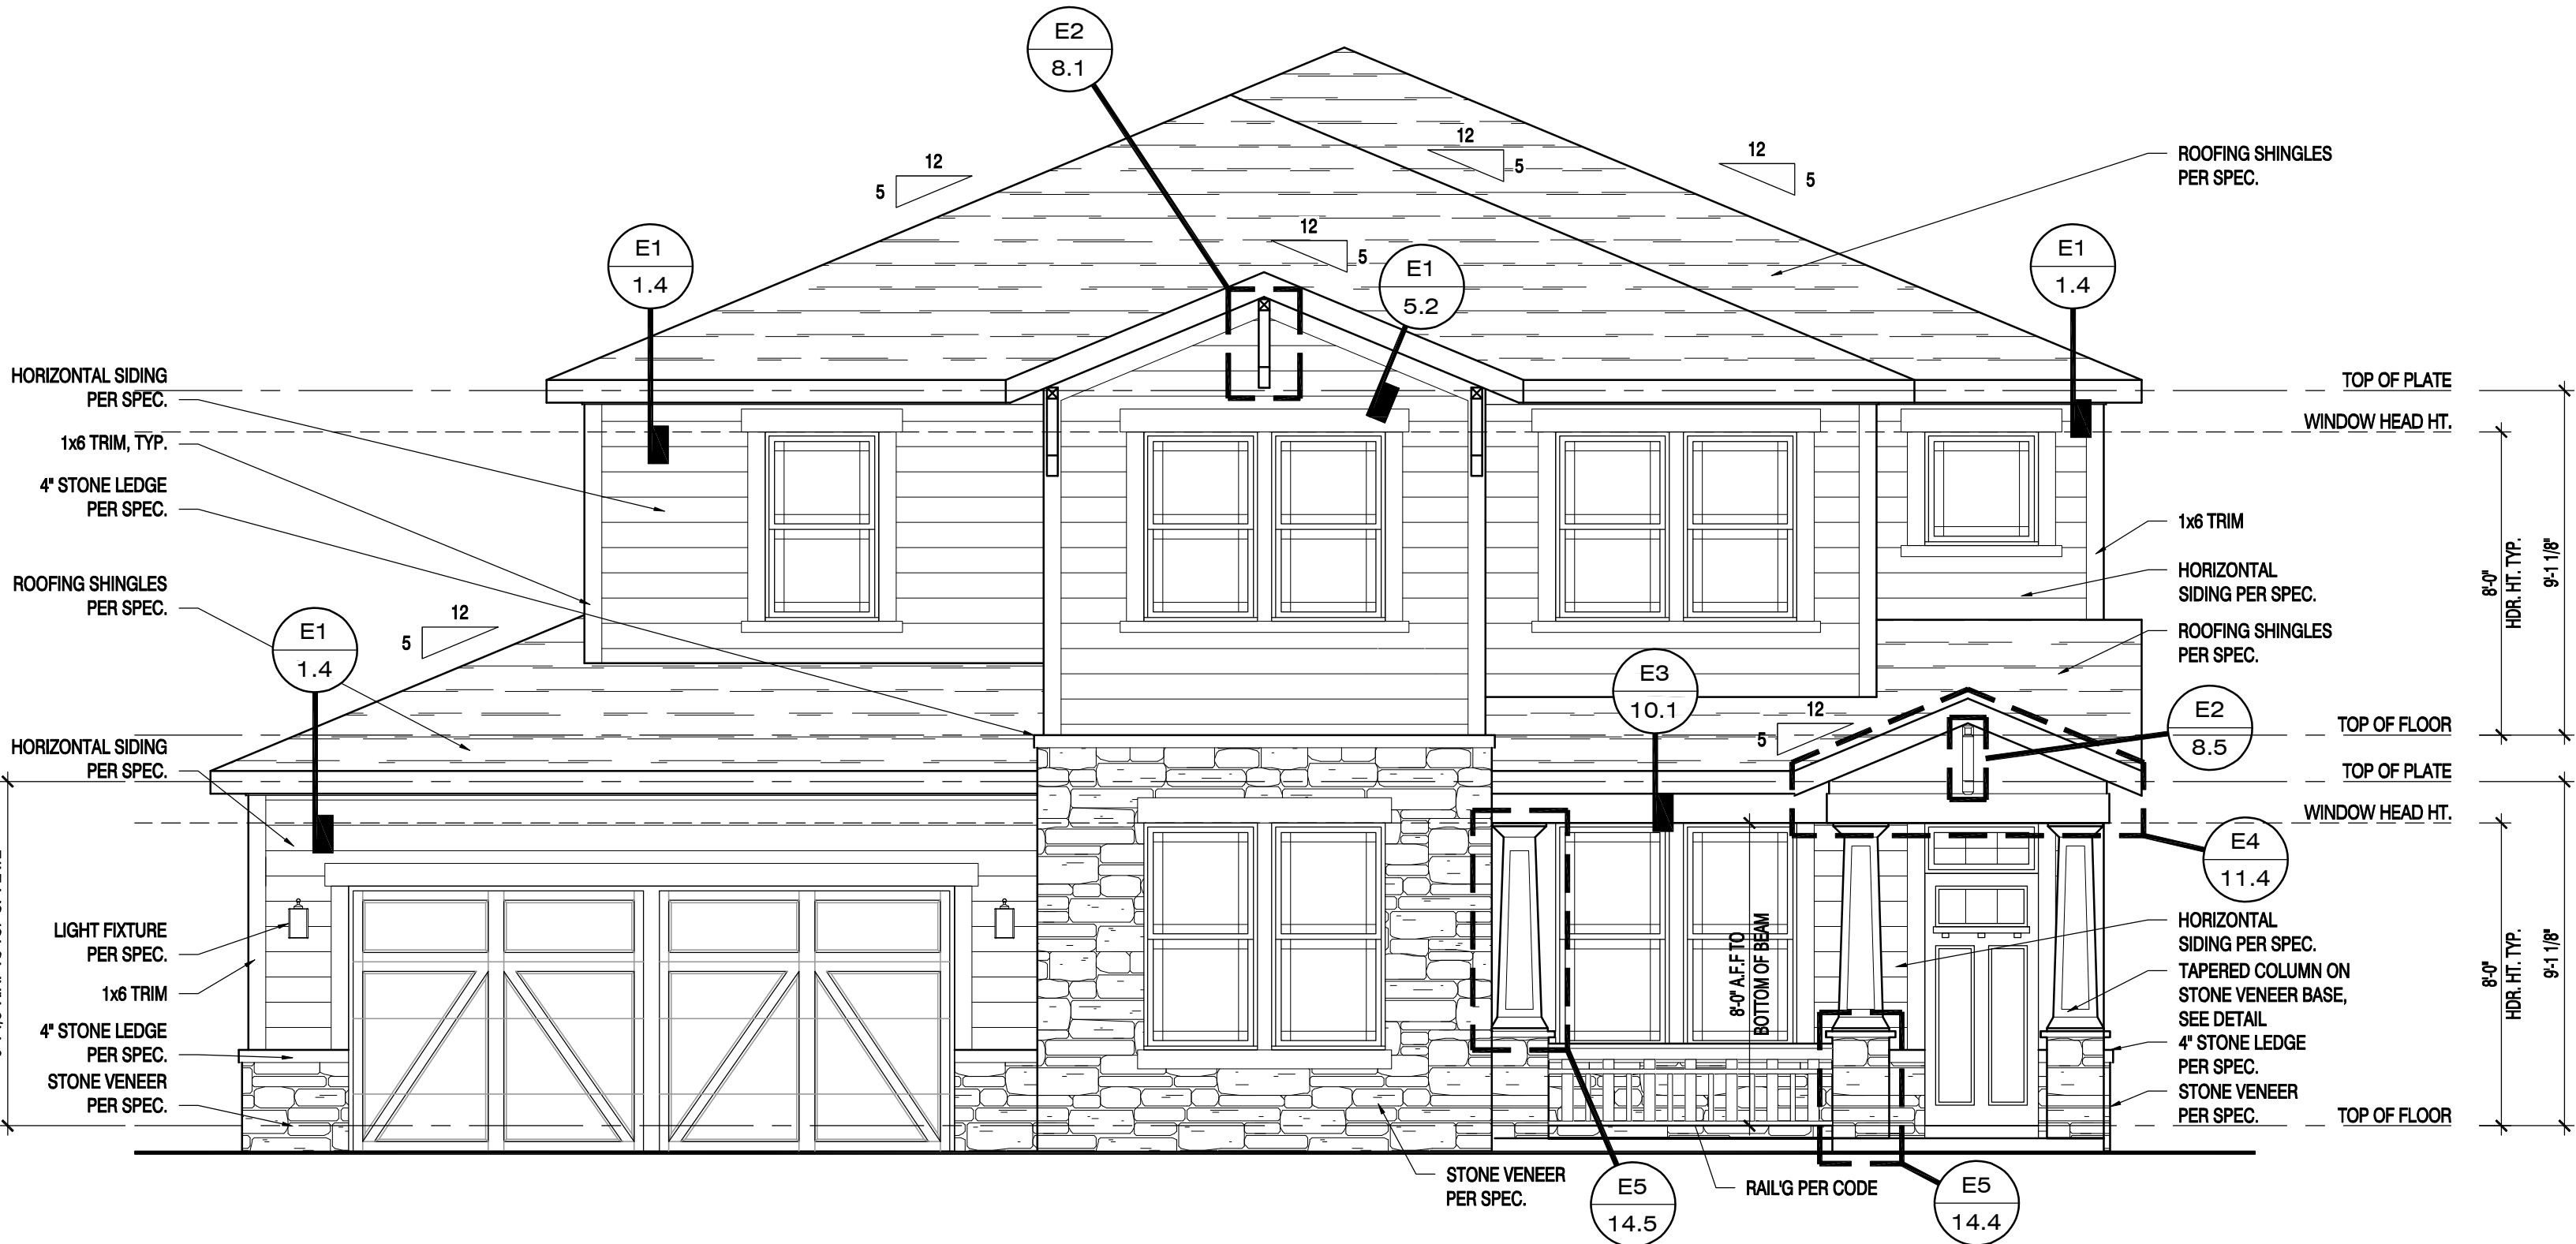 E2
8.1
12
5
12
5
12
5
12
5
ROOFING SHINGLES
PER SPEC.
E1
1.4
E1
5.2
E1
1.4
HORIZONTAL SIDING
PER SPEC.
1x6 TRIM, TYP.
4" STONE LEDGE
PER SPEC.
ROOFING SHINGLES
PER SPEC.
12
5
E1
1.4
HORIZONTAL SIDING
PER SPEC.
LIGHT FIXTURE
PER SPEC.
1x6 TRIM
4" STONE LEDGE
PER SPEC.
STONE VENEER
PER SPEC.
TOP OF PLATE
WINDOW HEAD HT.
1x6 TRIM
HORIZONTAL
SIDING PER SPEC.
ROOFING SHINGLES
PER SPEC.
8'-0"
HDR. HT. TYP.
9'-1 1/8"
E3
10.1
12
5
E2
8.5
TOP OF FLOOR
TOP OF PLATE
WINDOW HEAD HT.
E4
11.4
HORIZONTAL
SIDING PER SPEC.
TAPERED COLUMN ON
STONE VENEER BASE,
SEE DETAIL
4" STONE LEDGE
PER SPEC.
STONE VENEER
PER SPEC.
TOP OF FLOOR
8'-0"
HDR. HT. TYP.
9'-1 1/8"
8'-0" A.F.F TO
BOTTOM OF BEAM
STONE VENEER
PER SPEC.
E5
14.5
RAIL'G PER CODE
E5
14.4